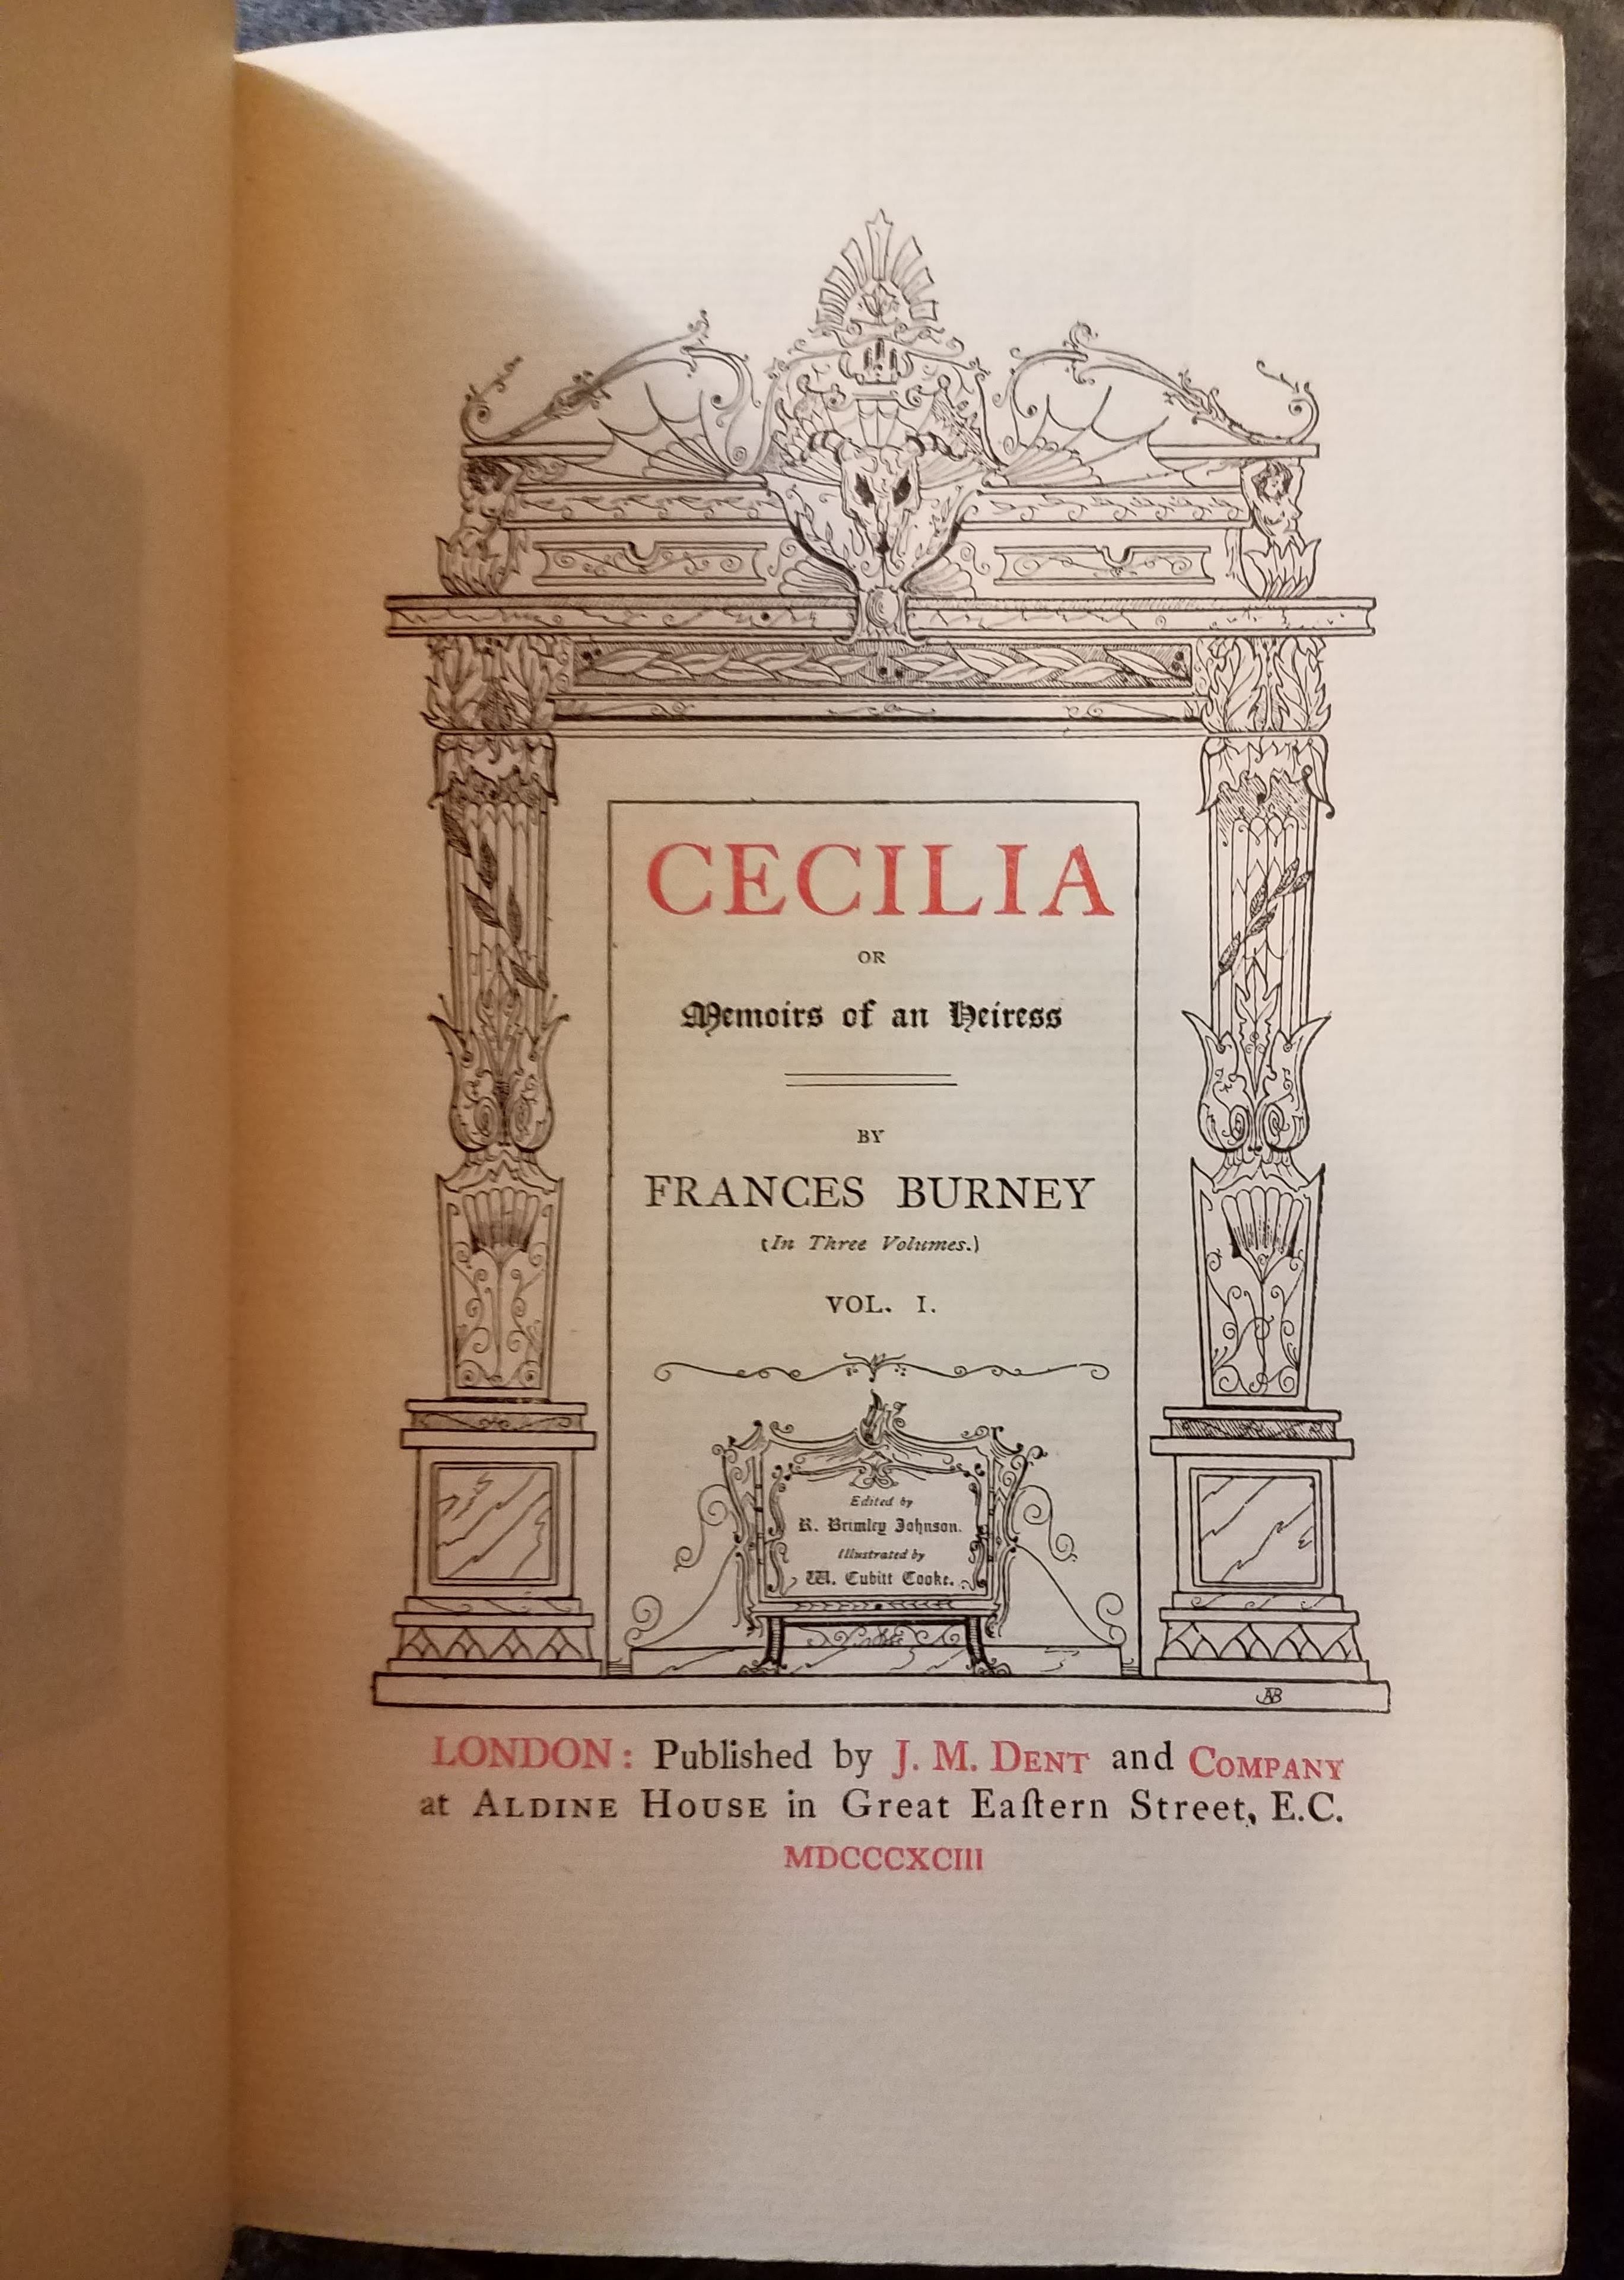 CECILIA
OR
Memoirs of an Heiress
BY
FRANCES BURNEY
(In Three Volumes.)
VOL. I.
Edited by
R. Brimley Johnson.
Illustrated by
W. Cubitt Cooke.
AB
LONDON: Published by J. M. DENT and COMPANY
at ALDINE HOUSE in Great Eaſtern Street, E.C.
MDCCCXCIII